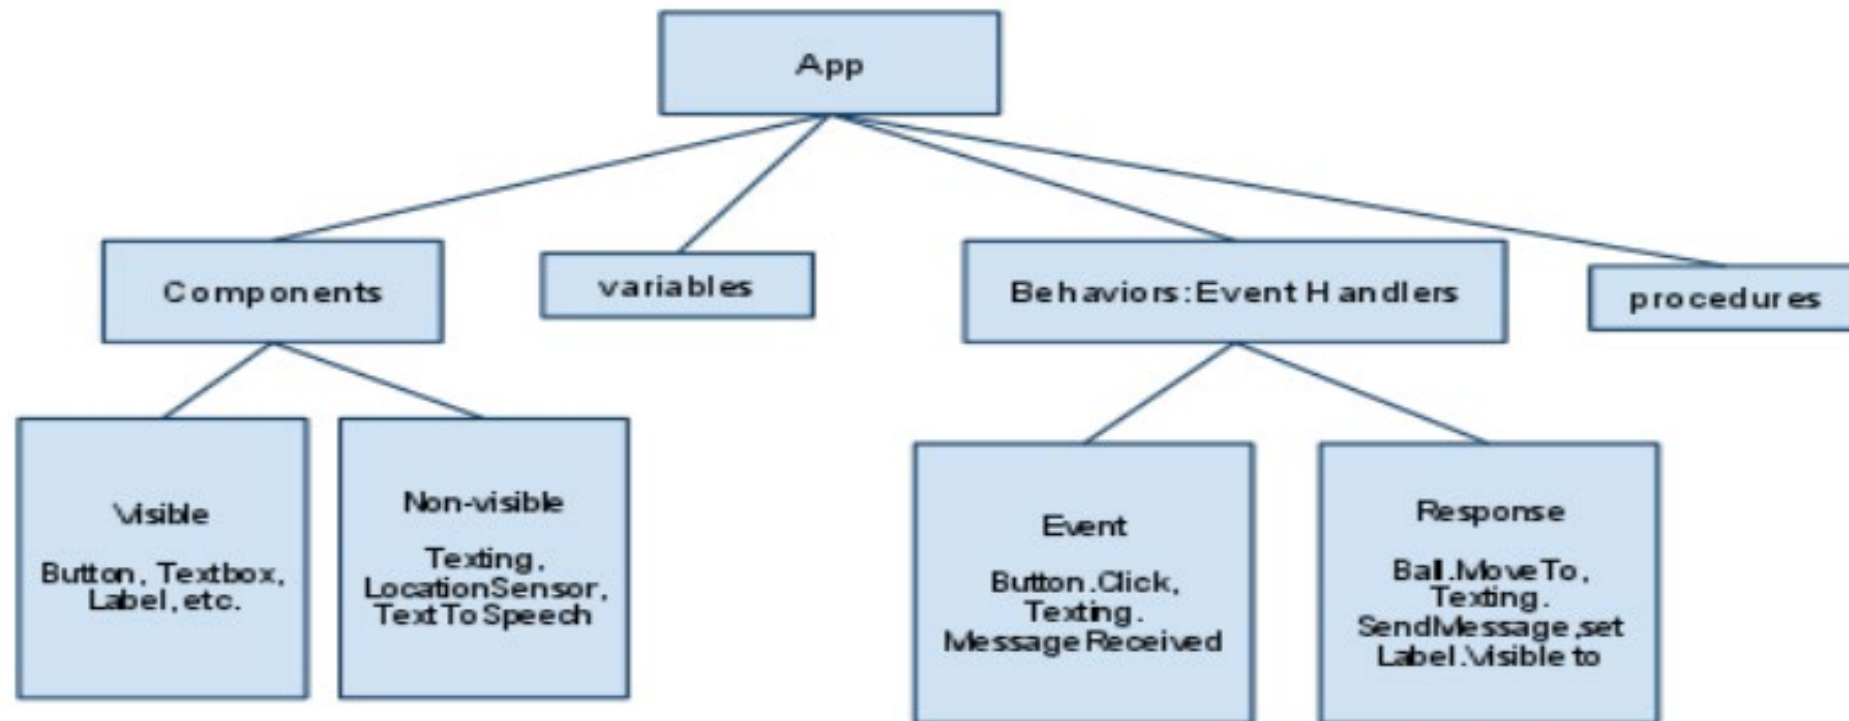 App
Components
variables
Behaviors:Event Handlers
procedures
Visible
Button, Textbox,
Label,etc.
Non-visible
Texting,
LocationSensor,
TextToSpeech
Event
Button.Click,
Texting.
MessageReceived
Response
Ball.MoveTo,
Texting.
SendMessage,set
Label.Visible to